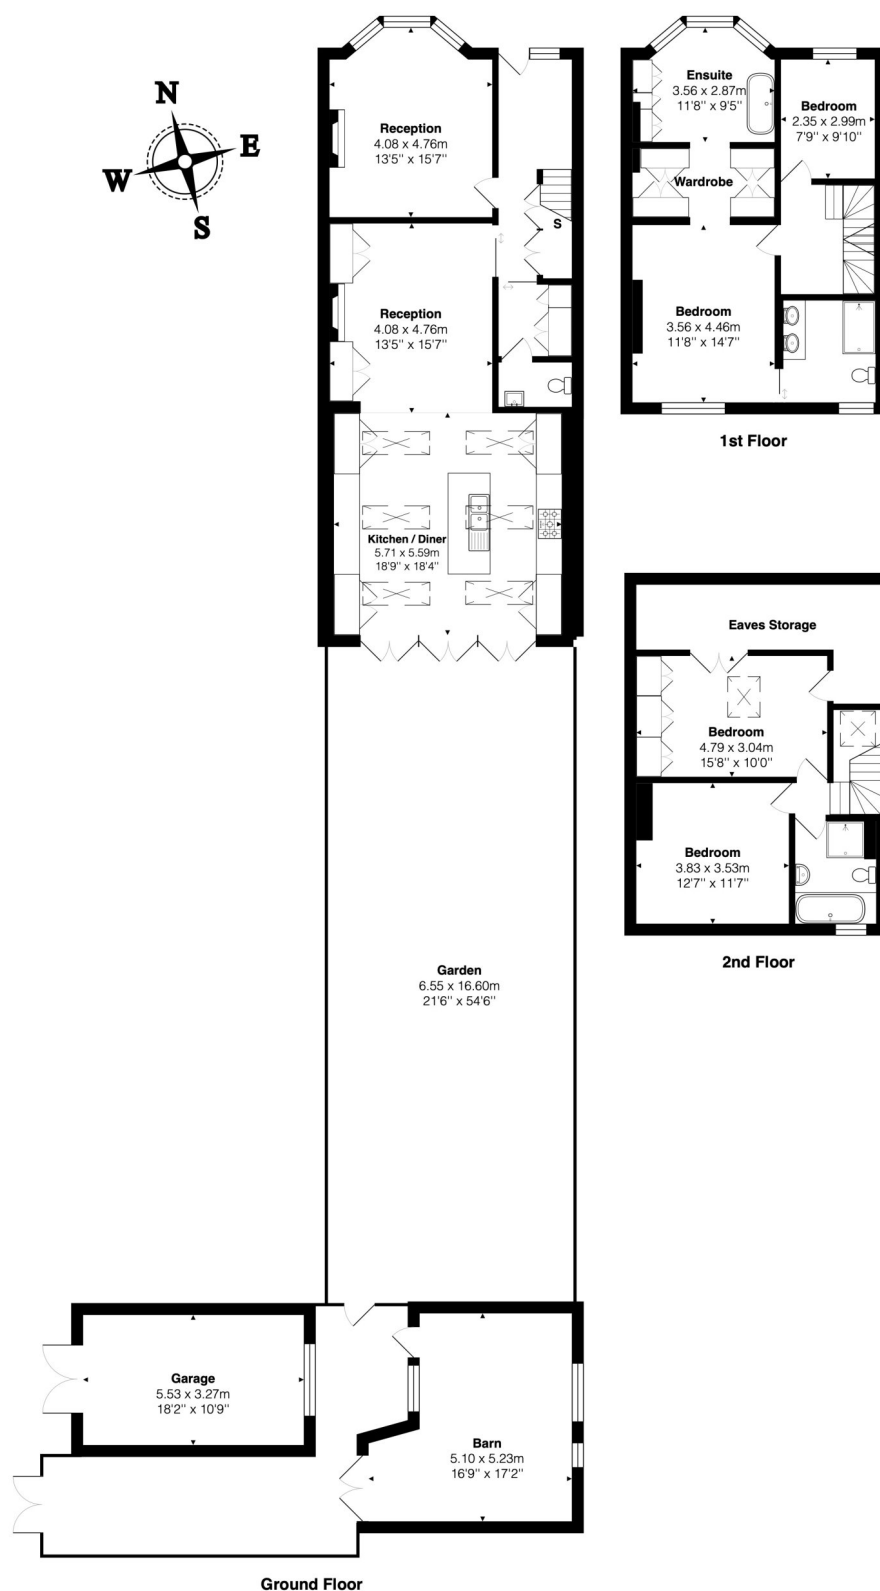 N
W
E
S
Reception
4.08 x 4.76m
13'5'' x 15'7''
S
Reception
4.08 x 4.76m
13'5'' x 15'7''
Kitchen / Diner
5.71 x 5.59m
18'9'' x 18'4''
Garden
6.55 x 16.60m
21'6'' x 54'6''
Garage
5.53 x 3.27m
18'2'' x 10'9''
Barn
5.10 x 5.23m
16'9'' x 17'2''
Ground Floor
Ensuite
3.56 x 2.87m
11'8'' x 9'5''
Bedroom
2.35 x 2.99m
7'9'' x 9'10''
Wardrobe
Bedroom
3.56 x 4.46m
11'8'' x 14'7''
1st Floor
Eaves Storage
Bedroom
4.79 x 3.04m
15'8'' x 10'0''
Bedroom
3.83 x 3.53m
12'7'' x 11'7''
2nd Floor